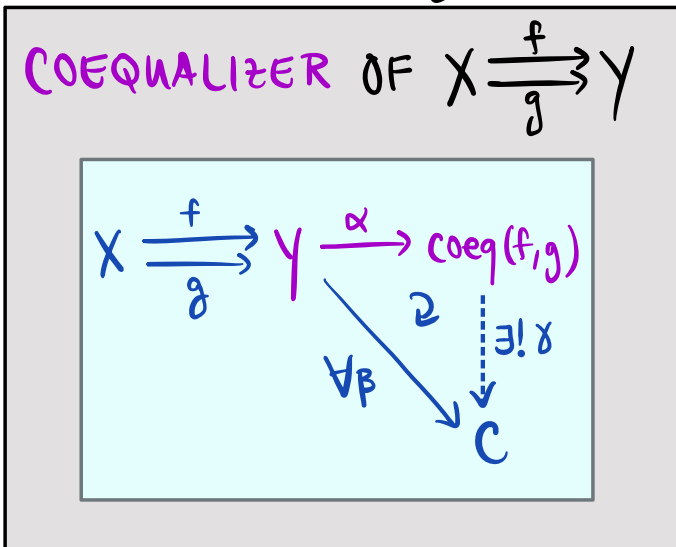 COEQUALIZER OF X f g Y
X f g Y α coeq(f,g)
∀β ∃! γ
C